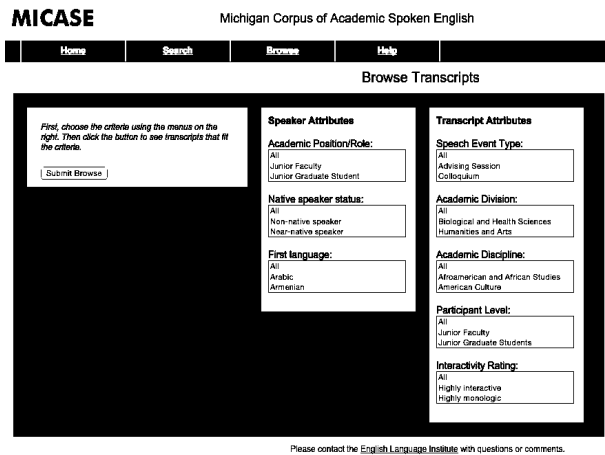 MICASE
Michigan Corpus of Academic Spoken English
Home
Search
Browse
Help
Browse Transcripts
First, choose the criteria using the menus on the
right. Then click the button to see transcripts that fit
the criteria.
Submit Browse
Speaker Attributes
Academic Position/Role:
All
Junior Faculty
Junior Graduate Student
Native speaker status:
All
Non-native speaker
Near-native speaker
First language:
All
Arabic
Armenian
Transcript Attributes
Speech Event Type:
All
Advising Session
Colloquium
Academic Division:
All
Biological and Health Sciences
Humanities and Arts
Academic Discipline:
All
Afroamerican and African Studies
American Culture
Participant Level:
All
Junior Faculty
Junior Graduate Students
Interactivity Rating:
All
Highly interactive
Highly monologic
Please contact the English Language Institute with questions or comments.